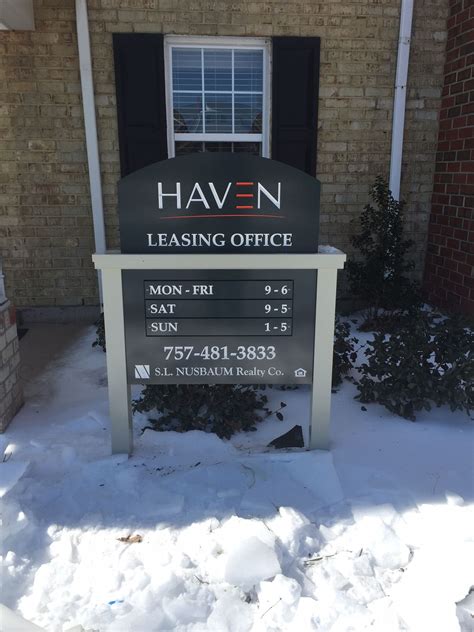 HAVEN
LEASING OFFICE
MON - FRI 9 - 6
SAT 9 - 5
SUN 1 - 5
757-481-3833
S.L. NUSBAUM Realty Co.